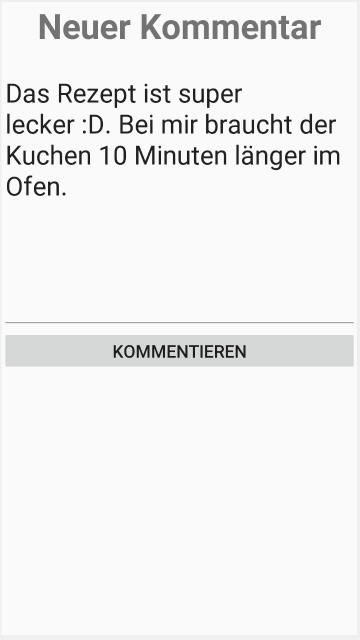 Neuer Kommentar
Das Rezept ist super
lecker :D. Bei mir braucht der
Kuchen 10 Minuten länger im
Ofen.
KOMMENTIEREN